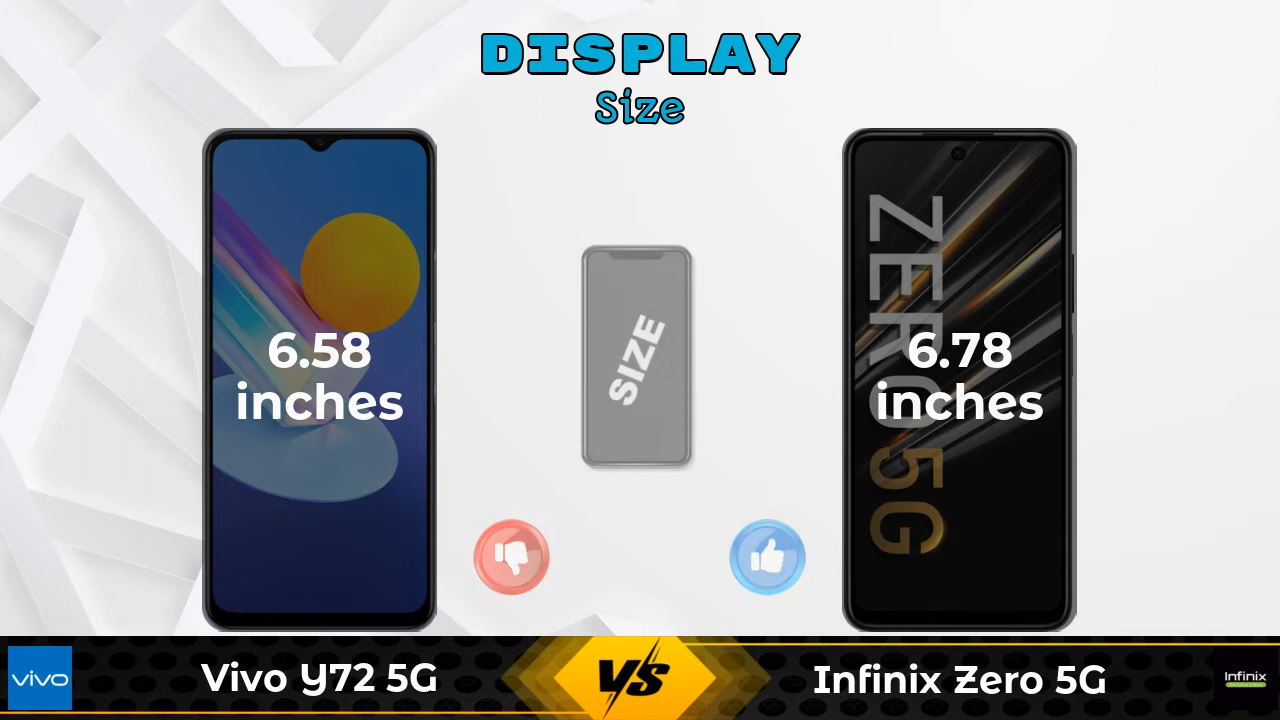 DISPLAY
Size
6.58
inches
SIZE
ZERO 5G
6.78
inches
vivo
Vivo Y72 5G
VS
Infinix Zero 5G
Infinix